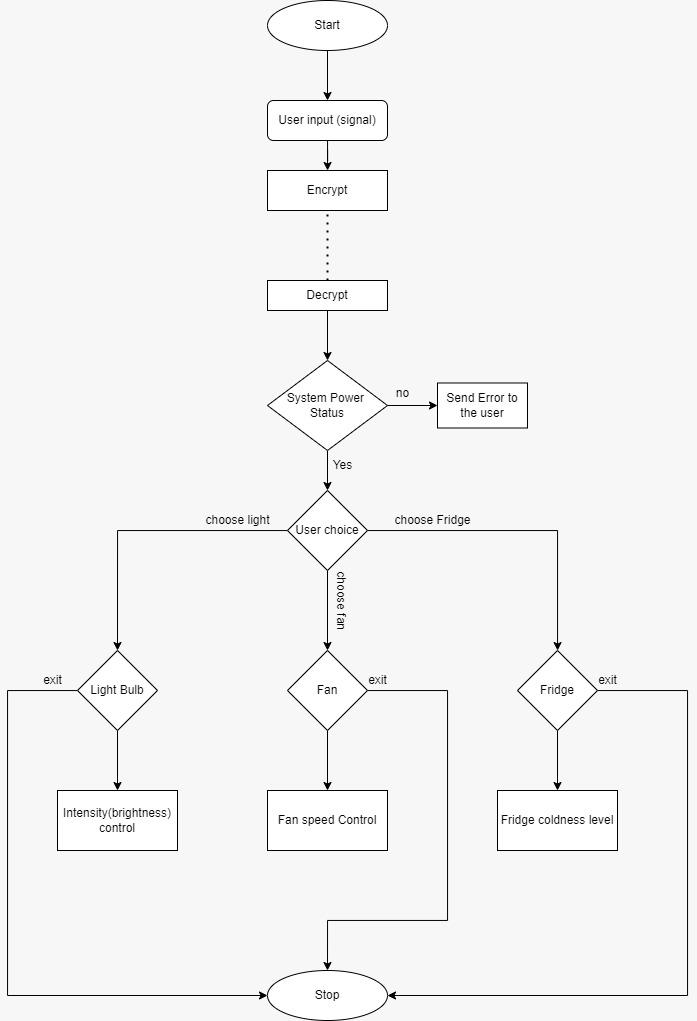 Start
User input (signal)
Encrypt
Decrypt
System Power
Status
no
Send Error to
the user
Yes
choose light
User choice
choose Fridge
choose fan
exit
Light Bulb
Fan
exit
Fridge
exit
Intensity(brightness)
control
Fan speed Control
Fridge coldness level
Stop